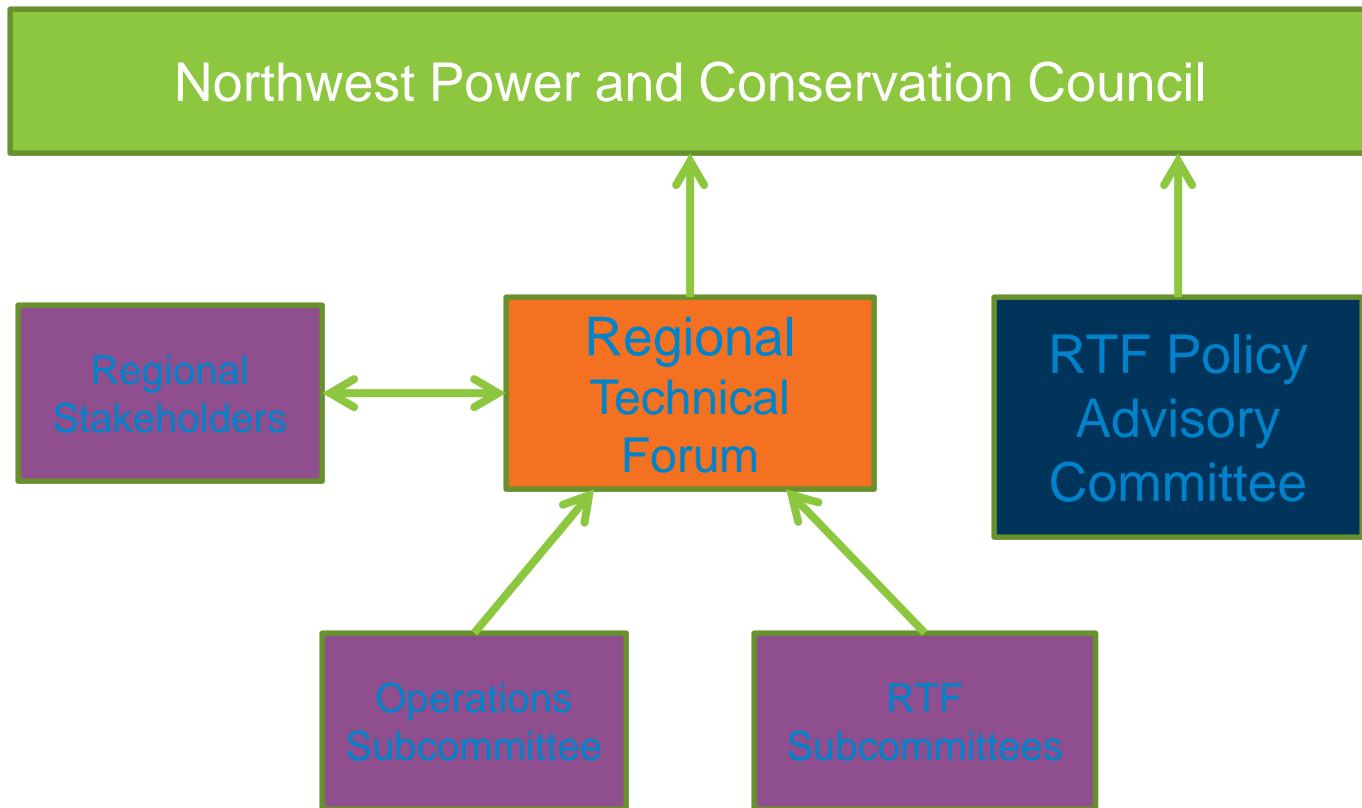 Northwest Power and Conservation Council
Regional
Stakeholders
Regional
Technical
Forum
RTF Policy
Advisory
Committee
Operations
Subcommittee
RTF
Subcommittees